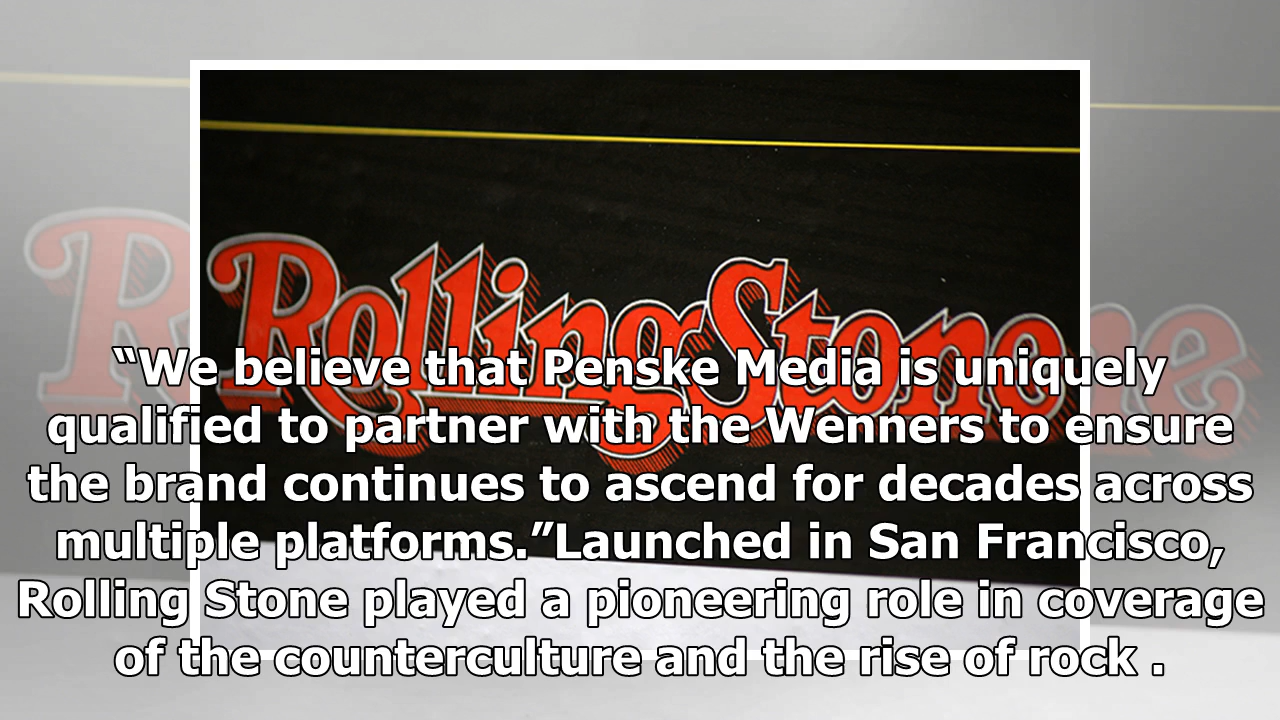 Rolling Stone
“We believe that Penske Media is uniquely
qualified to partner with the Wenners to ensure
the brand continues to ascend for decades across
multiple platforms.”Launched in San Francisco,
Rolling Stone played a pioneering role in coverage
of the counterculture and the rise of rock .